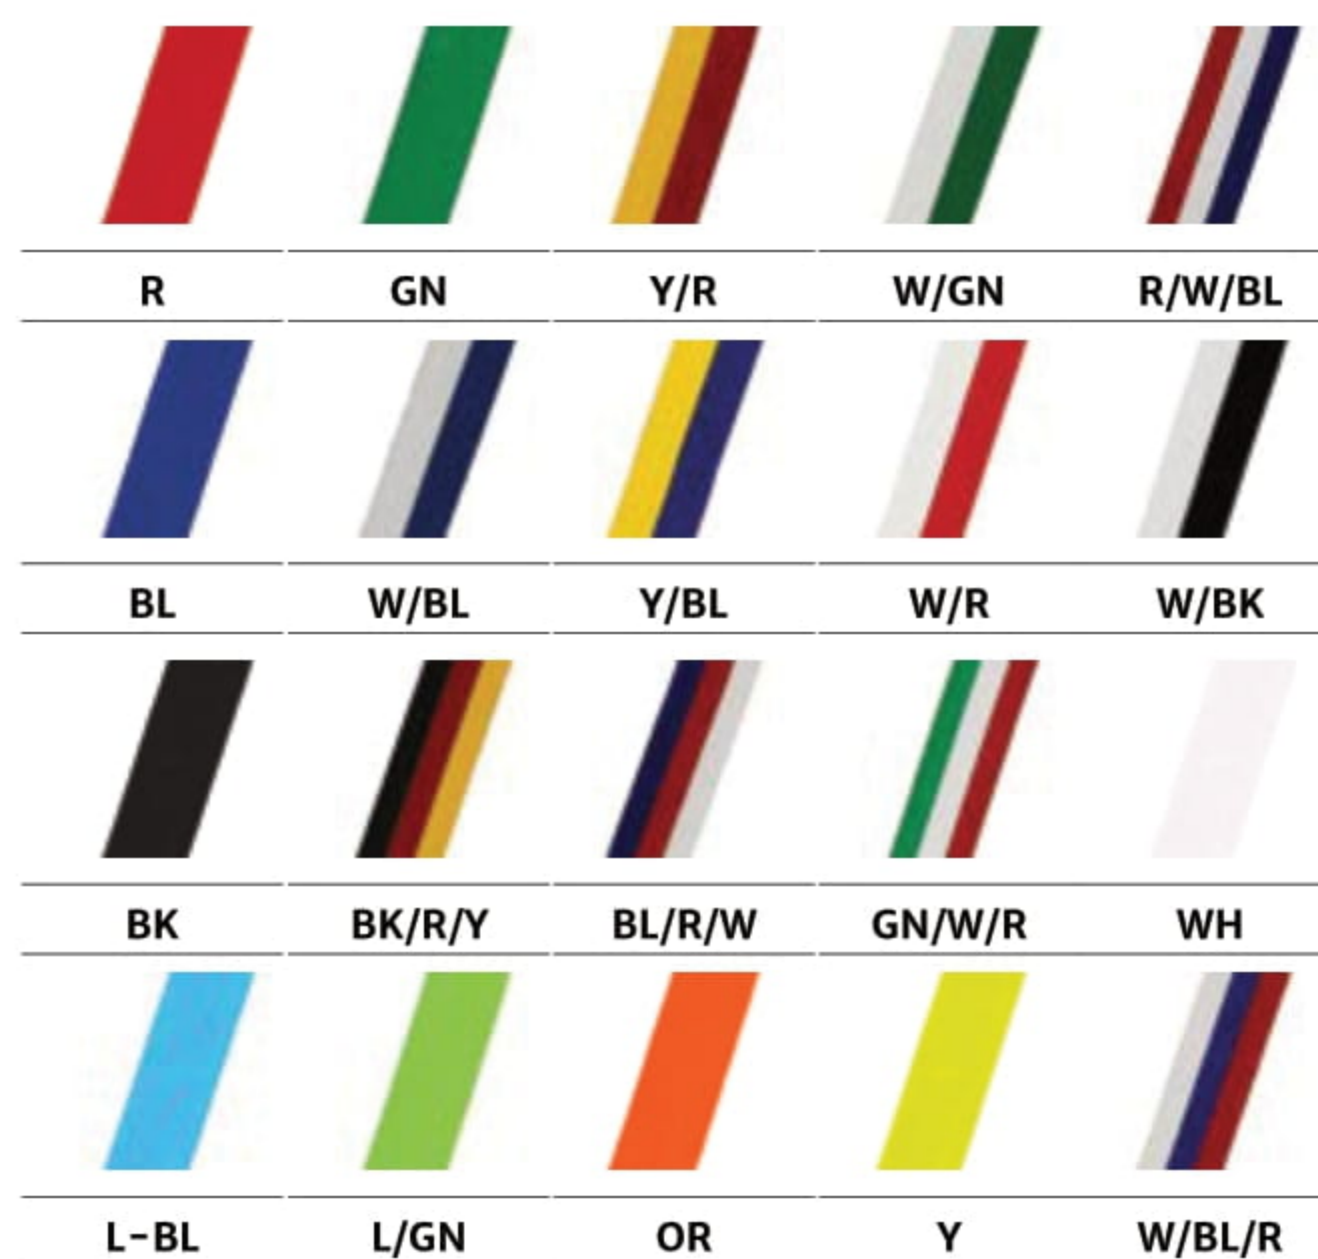 R GN Y/R W/GN R/W/BL
BL W/BL Y/BL W/R W/BK
BK BK/R/Y BL/R/W GN/W/R WH
L-BL L/GN OR Y W/BL/R